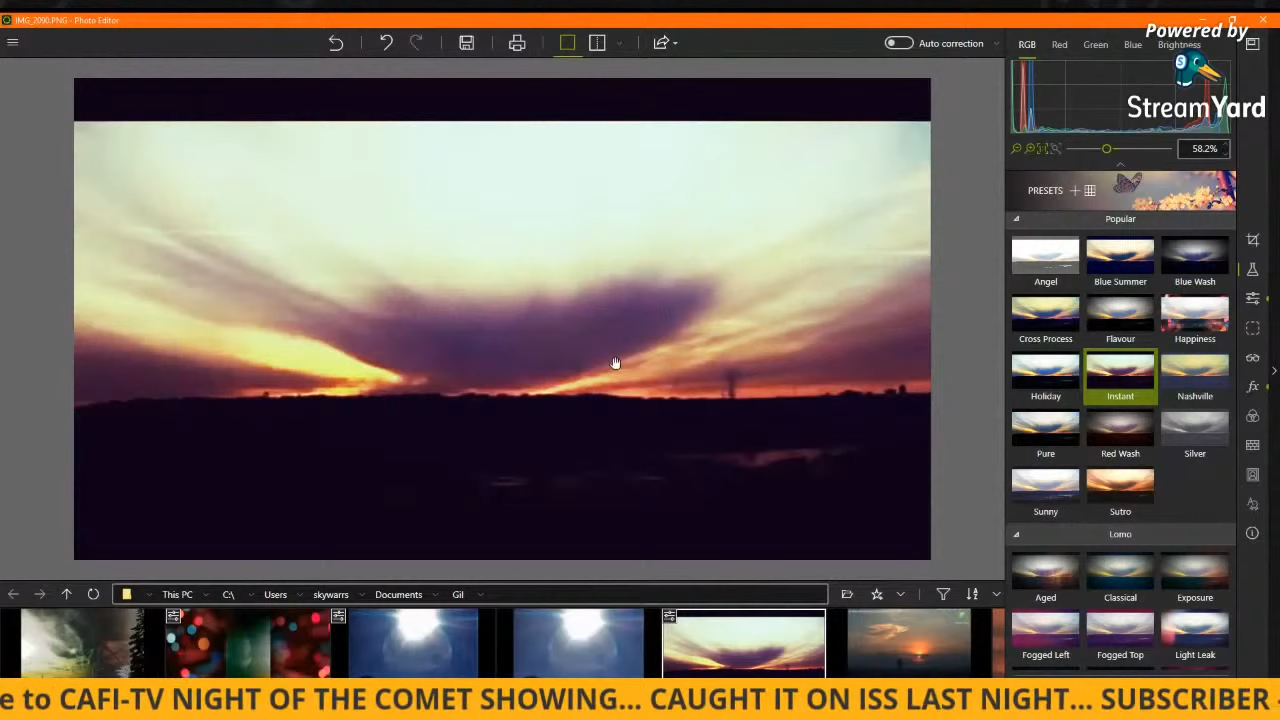 IMG_2090.PNG - Photo Editor
Powered by
StreamYard
Auto correction
RGB Red Green Blue Brightness
58.2%
PRESETS
Popular
Angel Blue Summer Blue Wash
Cross Process Flavour Happiness
Holiday Instant Nashville
Pure Red Wash Silver
Sunny Sutro
Lomo
Aged Classical Exposure
Fogged Left Fogged Top Light Leak
This PC C:\ Users skywarrs Documents Gil
e to CAFI-TV NIGHT OF THE COMET SHOWING... CAUGHT IT ON ISS LAST NIGHT... SUBSCRIBER